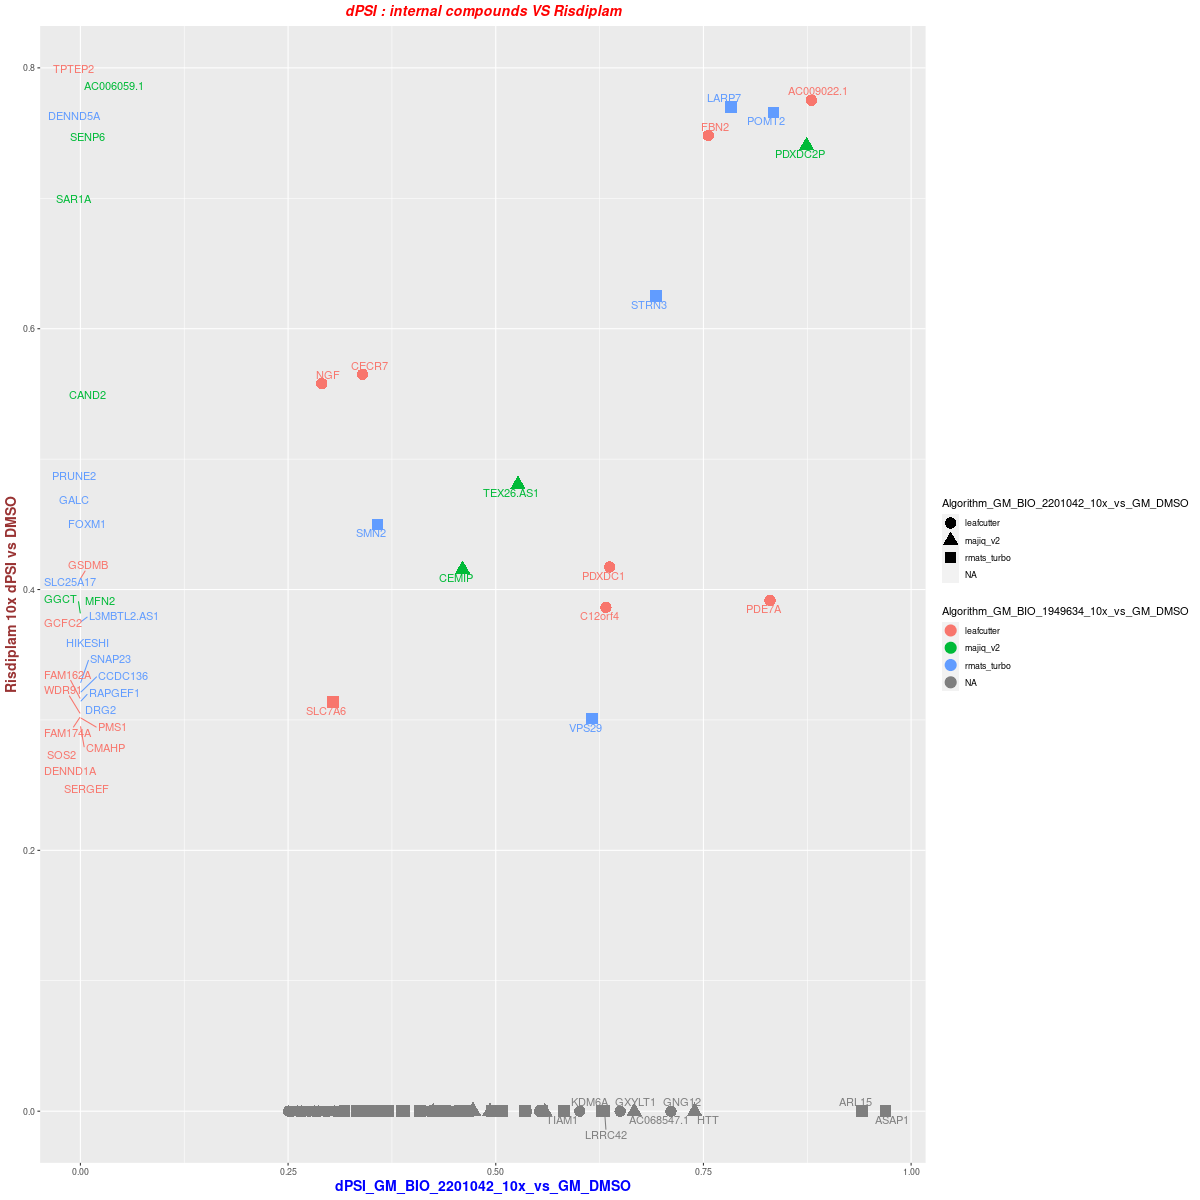 dPSI : internal compounds VS Risdiplam
Risdiplam 10x dPSI vs DMSO
0.8
0.6
0.4
0.2
0.0
TPTEP2
AC006059.1
DENND5A
SENP6
SAR1A
CAND2
PRUNE2
GALC
FOXM1
GSDMB
SLC25A17
GGCT
MFN2
L3MBTL2.AS1
GCFC2
HIKESHI
SNAP23
FAM162A
CCDC136
WDR91
RAPGEF1
DRG2
PMS1
FAM174A
CMAHP
SOS2
DENND1A
SERGEF
AC009022.1
LARP7
POMT2
FBN2
PDXDC2P
STRN3
CECR7
NGF
TEX26.AS1
SMN2
CEMIP
PDXDC1
C12orf4
PDE7A
SLC7A6
VPS29
KDM6A
GXYLT1
GNG12
ARL15
TIAM1
AC068547.1
HTT
ASAP1
LRRC42
0.00
0.25
0.50
0.75
1.00
dPSI_GM_BIO_2201042_10x_vs_GM_DMSO
Algorithm_GM_BIO_2201042_10x_vs_GM_DMSO
leafcutter
majiq_v2
rmats_turbo
NA
Algorithm_GM_BIO_1949634_10x_vs_GM_DMSO
leafcutter
majiq_v2
rmats_turbo
NA